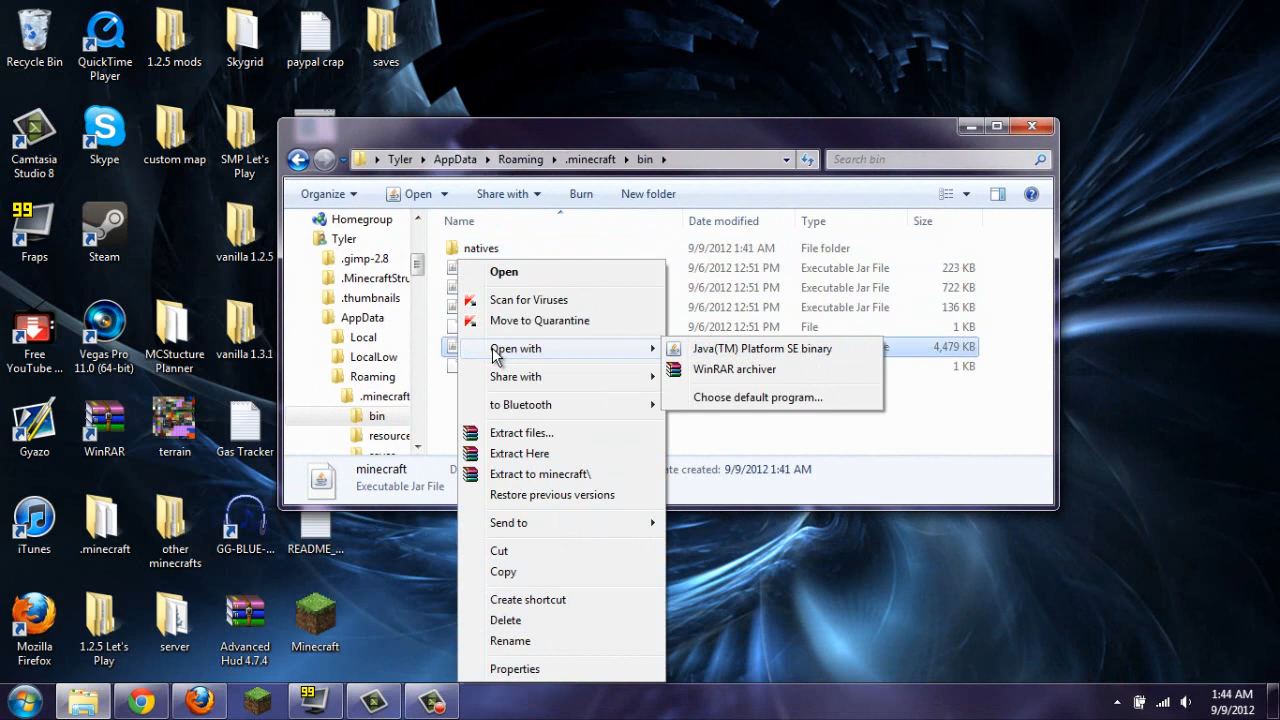 Recycle Bin
QuickTime
Player
1.2.5 mods
Skygrid
paypal crap
saves
Camtasia
Studio 8
Skype
custom map
SMP Let's
Play
99
Fraps
Steam
vanilla 1.2.5
Free
YouTube ...
Vegas Pro
11.0 (64-bit)
MCStucture
Planner
vanilla 1.3.1
Gyazo
WinRAR
terrain
Gas Tracker
iTunes
.minecraft
other
minecrafts
GG-BLUE-...
README_...
Mozilla
Firefox
1.2.5 Let's
Play
server
Advanced
Hud 4.7.4
Minecraft
Tyler
AppData
Roaming
.minecraft
bin
Search bin
Organize
Open
Share with
Burn
New folder
Homegroup
Tyler
.gimp-2.8
.MinecraftStru
.thumbnails
AppData
Local
LocalLow
Roaming
.minecraft
bin
resource
Name
Date modified
Type
Size
natives
9/9/2012 1:41 AM
File folder
9/6/2012 12:51 PM
Executable Jar File
223 KB
9/6/2012 12:51 PM
Executable Jar File
722 KB
9/6/2012 12:51 PM
Executable Jar File
136 KB
9/6/2012 12:51 PM
File
1 KB
4,479 KB
1 KB
Open
Scan for Viruses
Move to Quarantine
Open with
Share with
to Bluetooth
Extract files...
Extract Here
Extract to minecraft\
Restore previous versions
Send to
Cut
Copy
Create shortcut
Delete
Rename
Properties
Java(TM) Platform SE binary
WinRAR archiver
Choose default program...
minecraft
Executable Jar File
ate created: 9/9/2012 1:41 AM
99
1:44 AM
9/9/2012